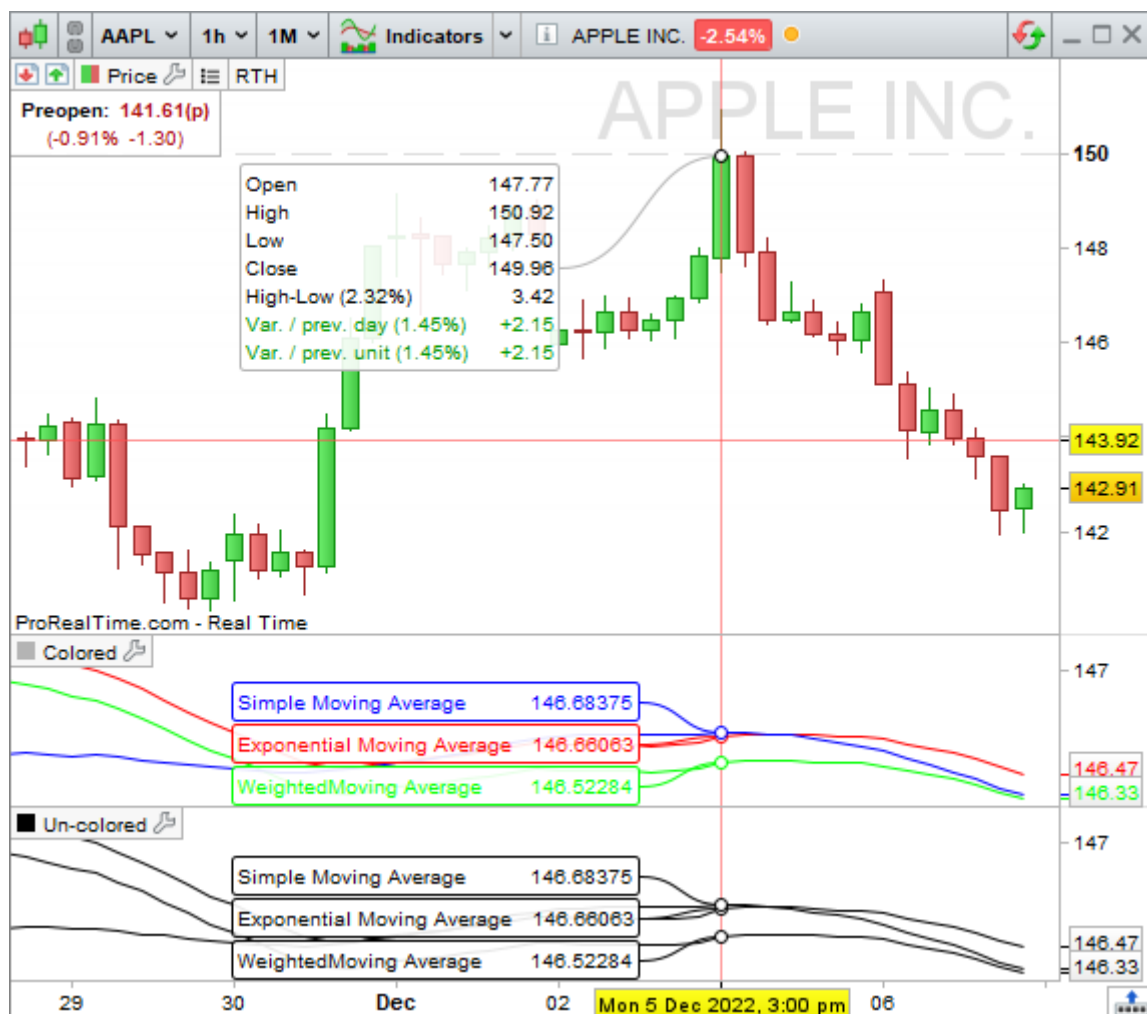 AAPL 1h 1M Indicators APPLE INC. -2.54%
Price RTH
Preopen: 141.61(p)
(-0.91% -1.30)
APPLE INC.
150
Open 147.77
High 150.92
Low 147.50
Close 149.96
High-Low (2.32%) 3.42
Var. / prev. day (1.45%) +2.15
Var. / prev. unit (1.45%) +2.15
148
146
143.92
142.91
142
ProRealTime.com - Real Time
Colored
147
Simple Moving Average 146.68375
Exponential Moving Average 146.66063
WeightedMoving Average 146.52284
146.47
146.33
Un-colored
147
Simple Moving Average 146.68375
Exponential Moving Average 146.66063
WeightedMoving Average 146.52284
146.47
146.33
29 30 Dec 02 Mon 5 Dec 2022, 3:00 pm 06